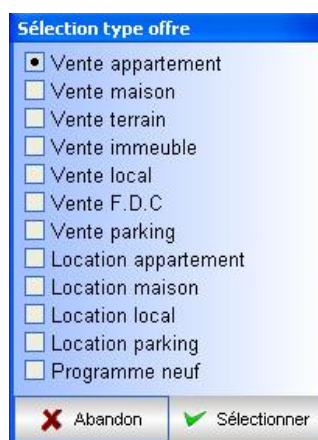 Sélection type offre
Vente appartement
Vente maison
Vente terrain
Vente immeuble
Vente local
Vente F.D.C
Vente parking
Location appartement
Location maison
Location local
Location parking
Programme neuf
Abandon Sélectionner